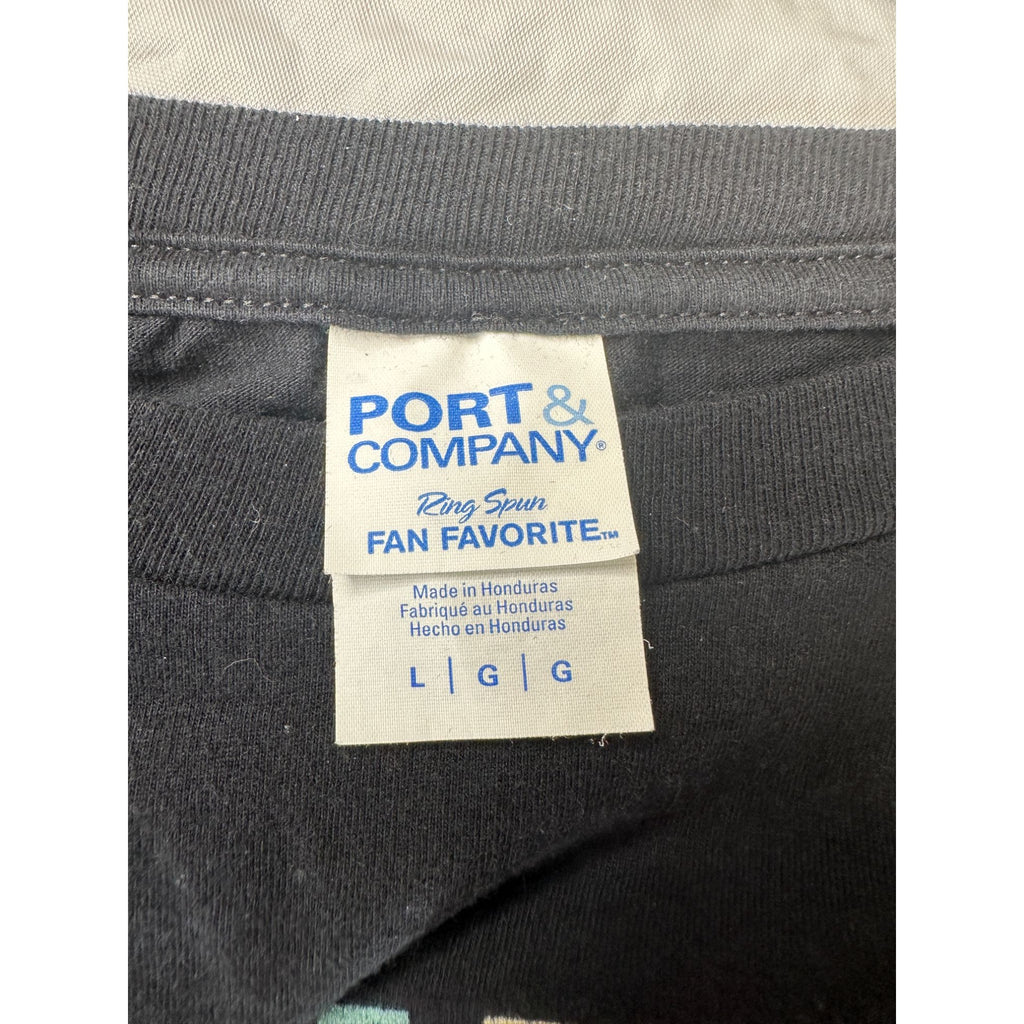 PORT &
COMPANY®
Ring Spun
FAN FAVORITE™
Made in Honduras
Fabriqué au Honduras
Hecho en Honduras
L | G | G